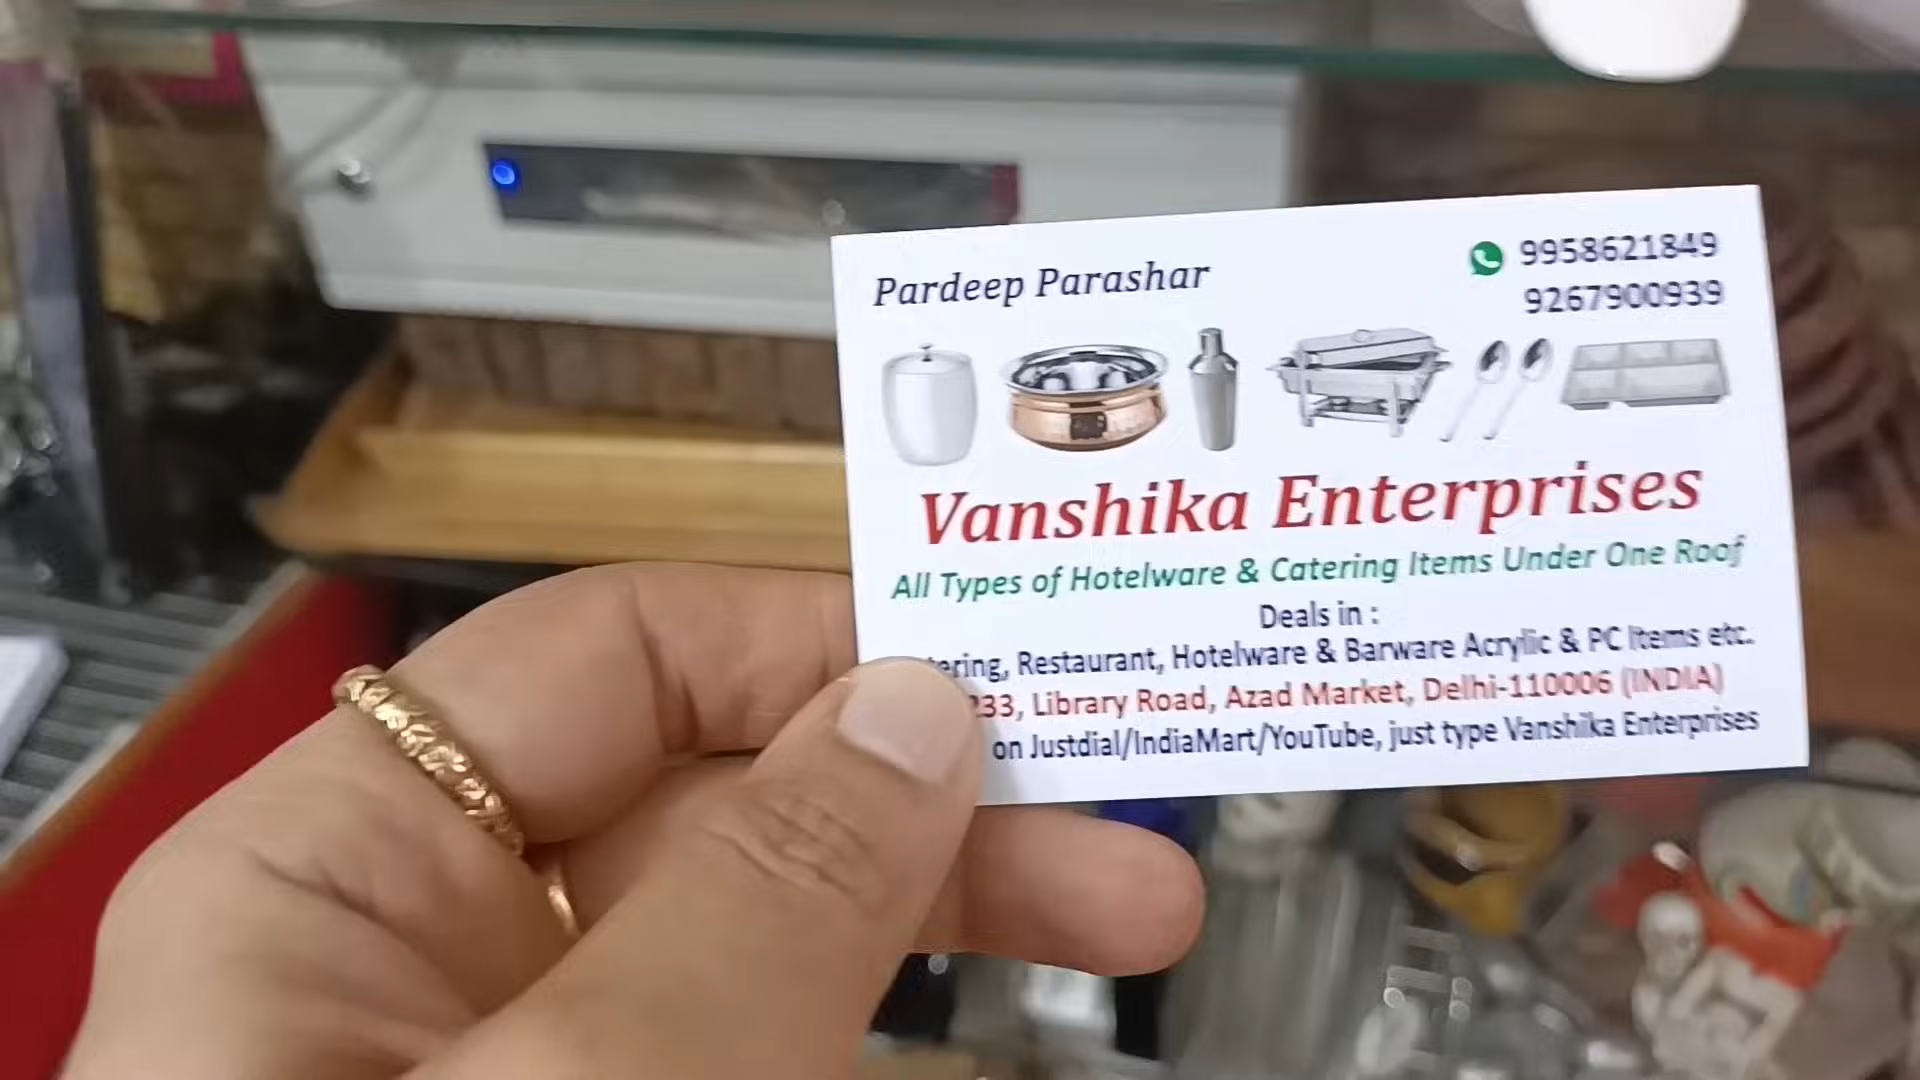 Pardeep Parashar
9958621849
9267900939
Vanshika Enterprises
All Types of Hotelware & Catering Items Under One Roof
Deals in :
Restaurant, Hotelware & Barware Acrylic & PC Items etc.
Library Road, Azad Market, Delhi-110006 (INDIA)
on Justdial/IndiaMart/YouTube, just type Vanshika Enterprises